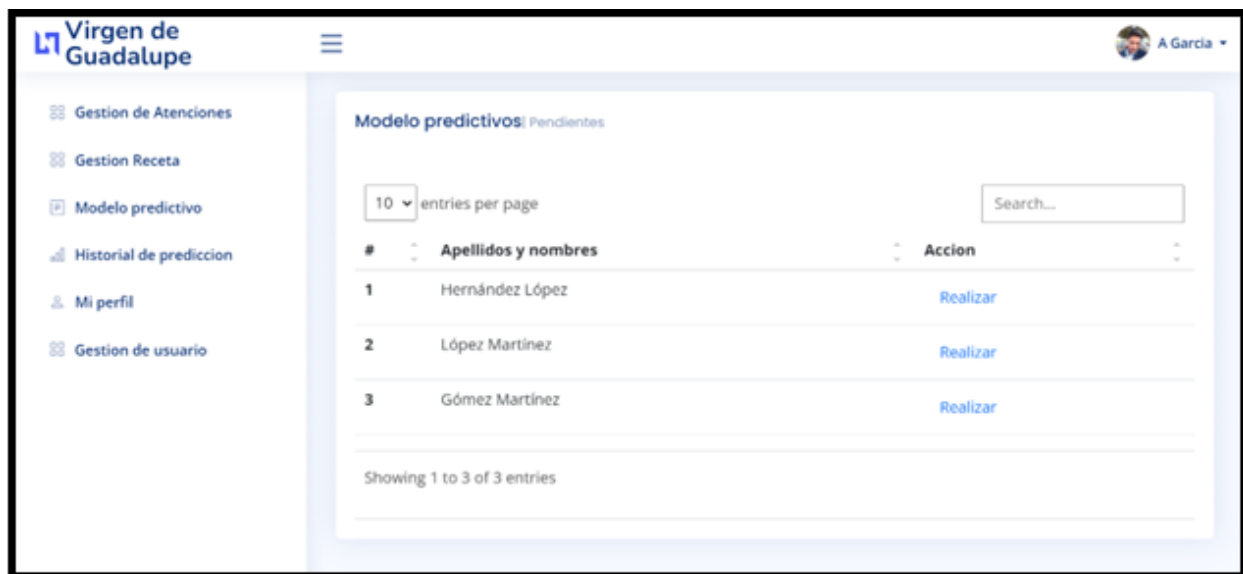 Virgen de
Guadalupe
A Garcia
Gestion de Atenciones
Gestion Receta
Modelo predictivo
Historial de prediccion
Mi perfil
Gestion de usuario
Modelo predictivos| Pendientes
10 entries per page
Search...
# Apellidos y nombres Accion
1 Hernández López Realizar
2 López Martínez Realizar
3 Gómez Martínez Realizar
Showing 1 to 3 of 3 entries